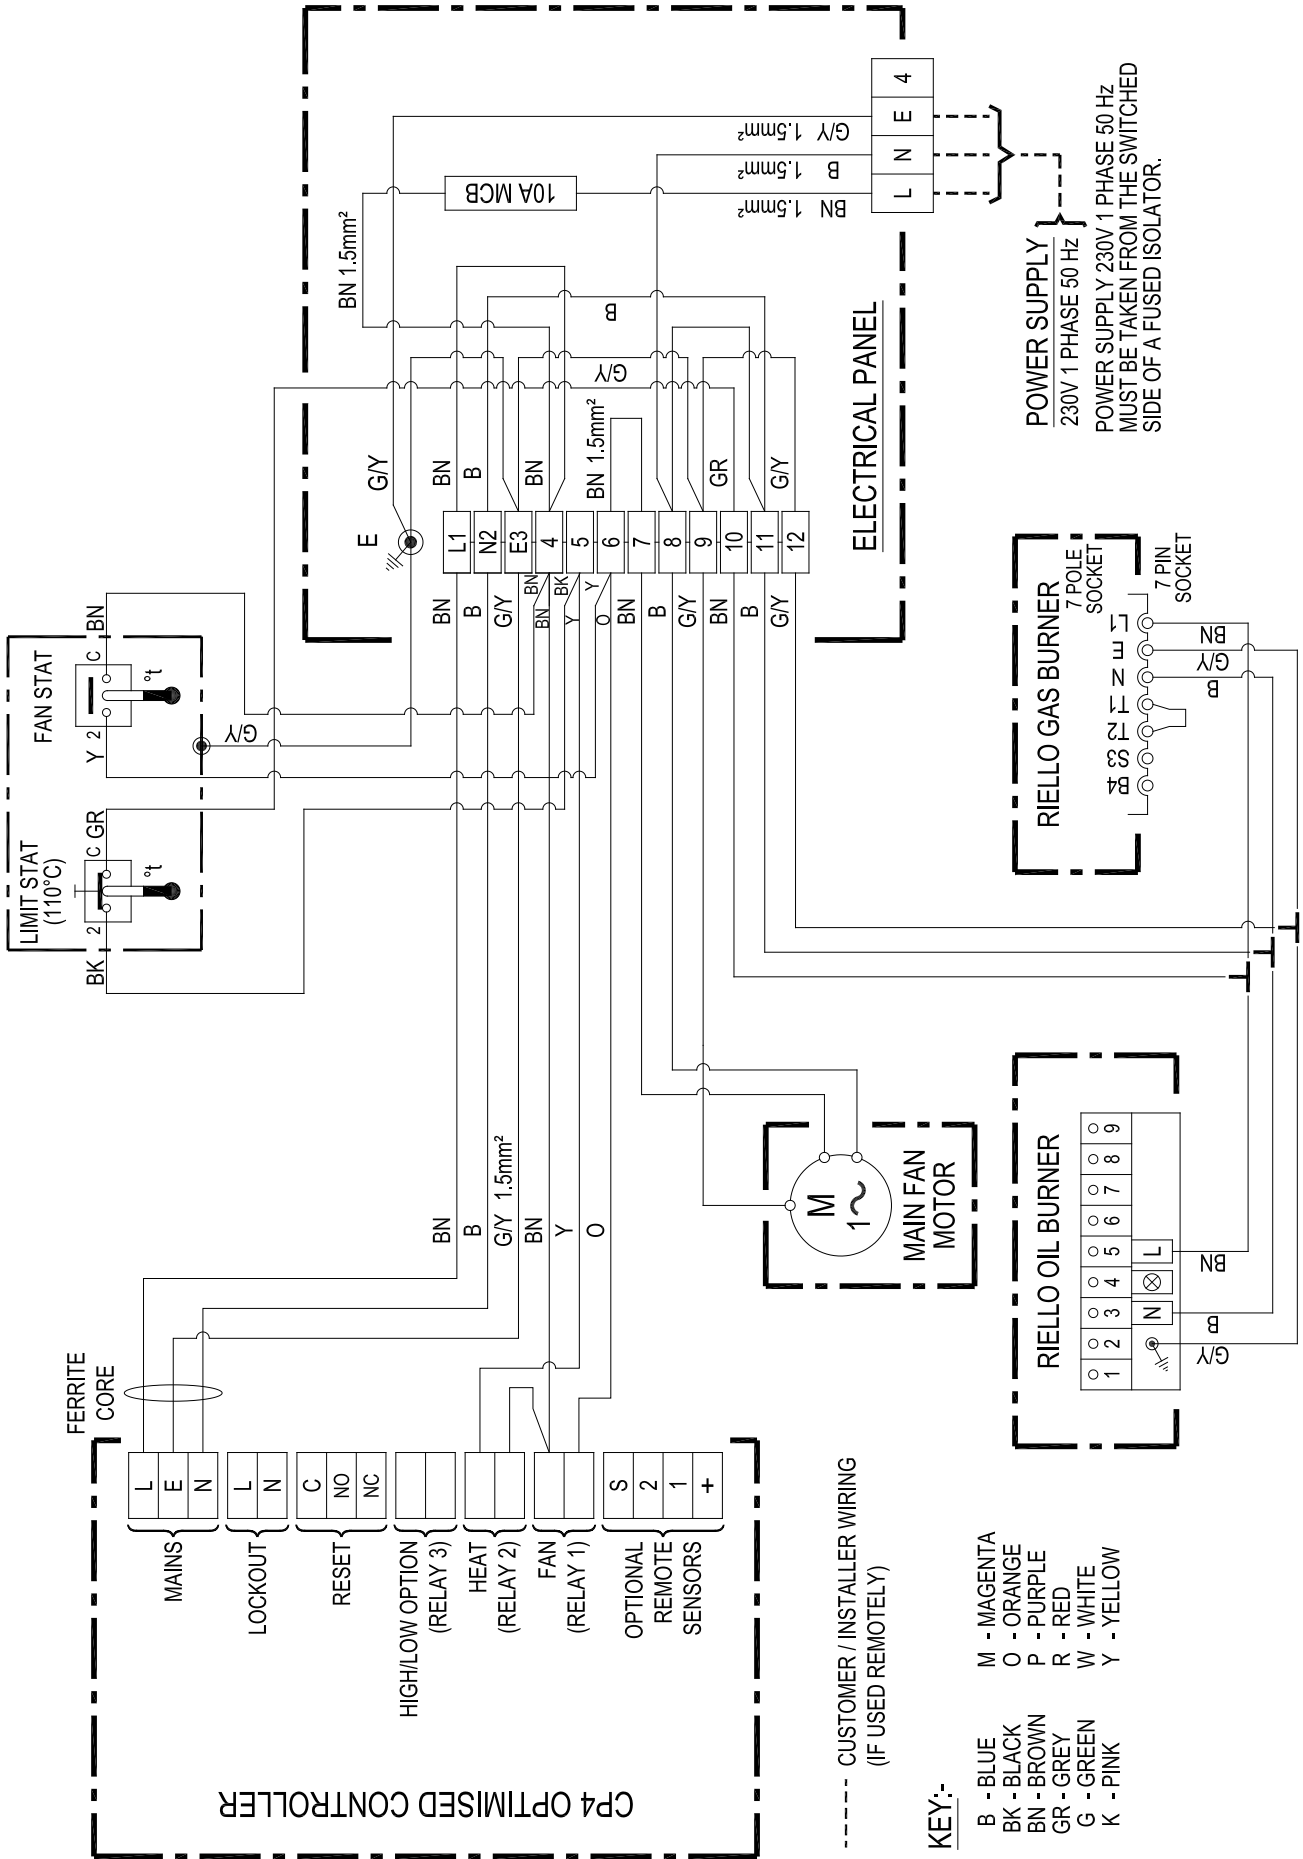 LIMIT STAT
(110°C)
FAN STAT
BK
2
C
GR
Y
2
C
BN
°t
°t
G/Y
E
G/Y
BN 1.5mm²
10A MCB
BN 1.5mm²
B 1.5mm²
G/Y 1.5mm²
L
N
E
4
B
G/Y
BN
B
BN
BN 1.5mm²
GR
G/Y
L1
N2
E3
4
5
6
7
8
9
10
11
12
BN
B
G/Y
BN
BN
Y
BK
O
Y
BN
B
G/Y
BN
B
G/Y
ELECTRICAL PANEL
POWER SUPPLY
230V 1 PHASE 50 Hz
POWER SUPPLY 230V 1 PHASE 50 Hz
MUST BE TAKEN FROM THE SWITCHED
SIDE OF A FUSED ISOLATOR.
BN
B
G/Y 1.5mm²
BN
Y
O
FERRITE
CORE
L
E
N
MAINS
L
N
LOCKOUT
C
NO
NC
RESET
HIGH/LOW OPTION
(RELAY 3)
HEAT
(RELAY 2)
FAN
(RELAY 1)
S
2
1
+
OPTIONAL
REMOTE
SENSORS
CP4 OPTIMISED CONTROLLER
M
1~
MAIN FAN
MOTOR
RIELLO GAS BURNER
7 POLE
SOCKET
7 PIN
SOCKET
B4
S3
T2
T1
N
E
L1
B
G/Y
BN
RIELLO OIL BURNER
1
2
3
4
5
6
7
8
9
N
L
G/Y
B
BN
CUSTOMER / INSTALLER WIRING
(IF USED REMOTELY)
KEY:-
B - BLUE
BK - BLACK
BN - BROWN
GR - GREY
G - GREEN
K - PINK
M - MAGENTA
O - ORANGE
P - PURPLE
R - RED
W - WHITE
Y - YELLOW